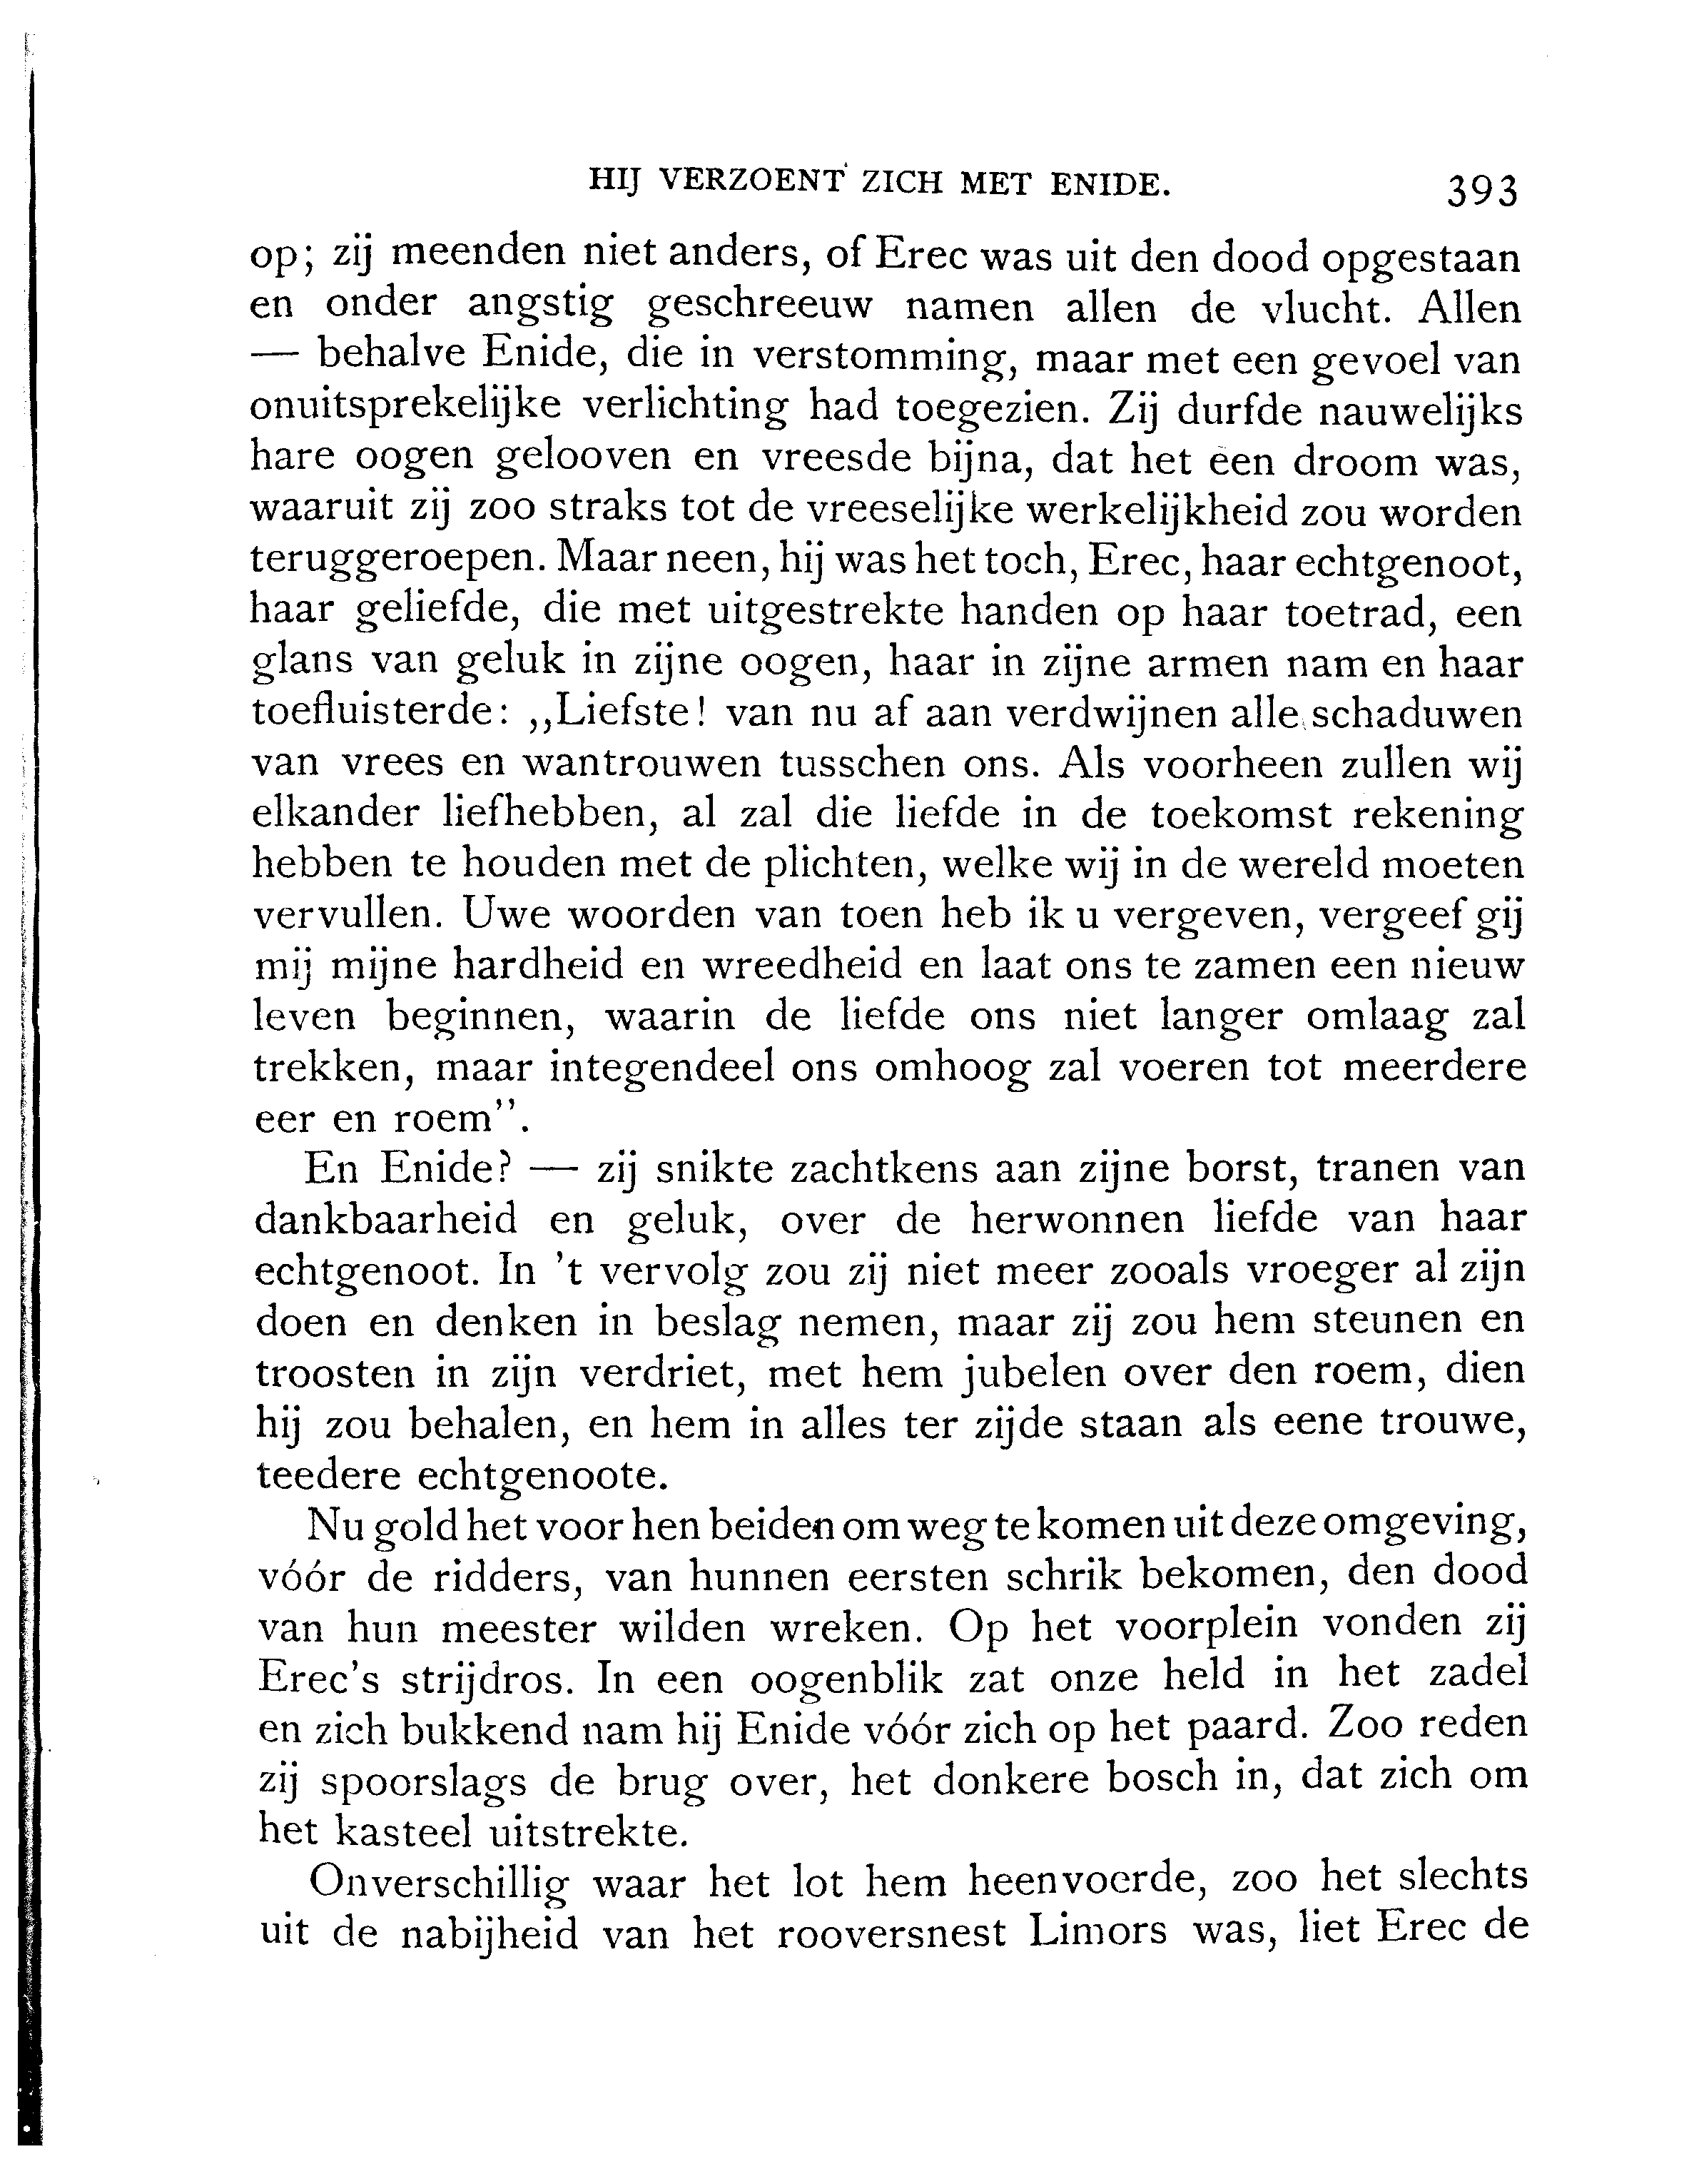 HIJ VERZOENT ZICH MET ENIDE. 393
op; zij meenden niet anders, of Erec was uit den dood opgestaan
en onder angstig geschreeuw namen allen de vlucht. Allen
— behalve Enide, die in verstomming, maar met een gevoel van
onuitsprekelijke verlichting had toegezien. Zij durfde nauwelijks
hare oogen gelooven en vreesde bijna, dat het een droom was,
waaruit zij zoo straks tot de vreeselijke werkelijkheid zou worden
teruggeroepen. Maar neen, hij was het toch, Erec, haar echtgenoot,
haar geliefde, die met uitgestrekte handen op haar toetrad, een
glans van geluk in zijne oogen, haar in zijne armen nam en haar
toefluisterde: ,,Liefste! van nu af aan verdwijnen alle schaduwen
van vrees en wantrouwen tusschen ons. Als voorheen zullen wij
elkander liefhebben, al zal die liefde in de toekomst rekening
hebben te houden met de plichten, welke wij in de wereld moeten
vervullen. Uwe woorden van toen heb ik u vergeven, vergeef gij
mij mijne hardheid en wreedheid en laat ons te zamen een nieuw
leven beginnen, waarin de liefde ons niet langer omlaag zal
trekken, maar integendeel ons omhoog zal voeren tot meerdere
eer en roem".
En Enide? — zij snikte zachtkens aan zijne borst, tranen van
dankbaarheid en geluk, over de herwonnen liefde van haar
echtgenoot. In 't vervolg zou zij niet meer zooals vroeger al zijn
doen en denken in beslag nemen, maar zij zou hem steunen en
troosten in zijn verdriet, met hem jubelen over den roem, dien
hij zou behalen, en hem in alles ter zijde staan als eene trouwe,
teedere echtgenoote.
Nu gold het voor hen beiden om weg te komen uit deze omgeving,
vóór de ridders, van hunnen eersten schrik bekomen, den dood
van hun meester wilden wreken. Op het voorplein vonden zij
Erec's strijdros. In een oogenblik zat onze held in het zadel
en zich bukkend nam hij Enide vóór zich op het paard. Zoo reden
zij spoorslags de brug over, het donkere bosch in, dat zich om
het kasteel uitstrekte.
Onverschillig waar het lot hem heenvoerde, zoo het slechts
uit de nabijheid van het rooversnest Limors was, liet Erec de